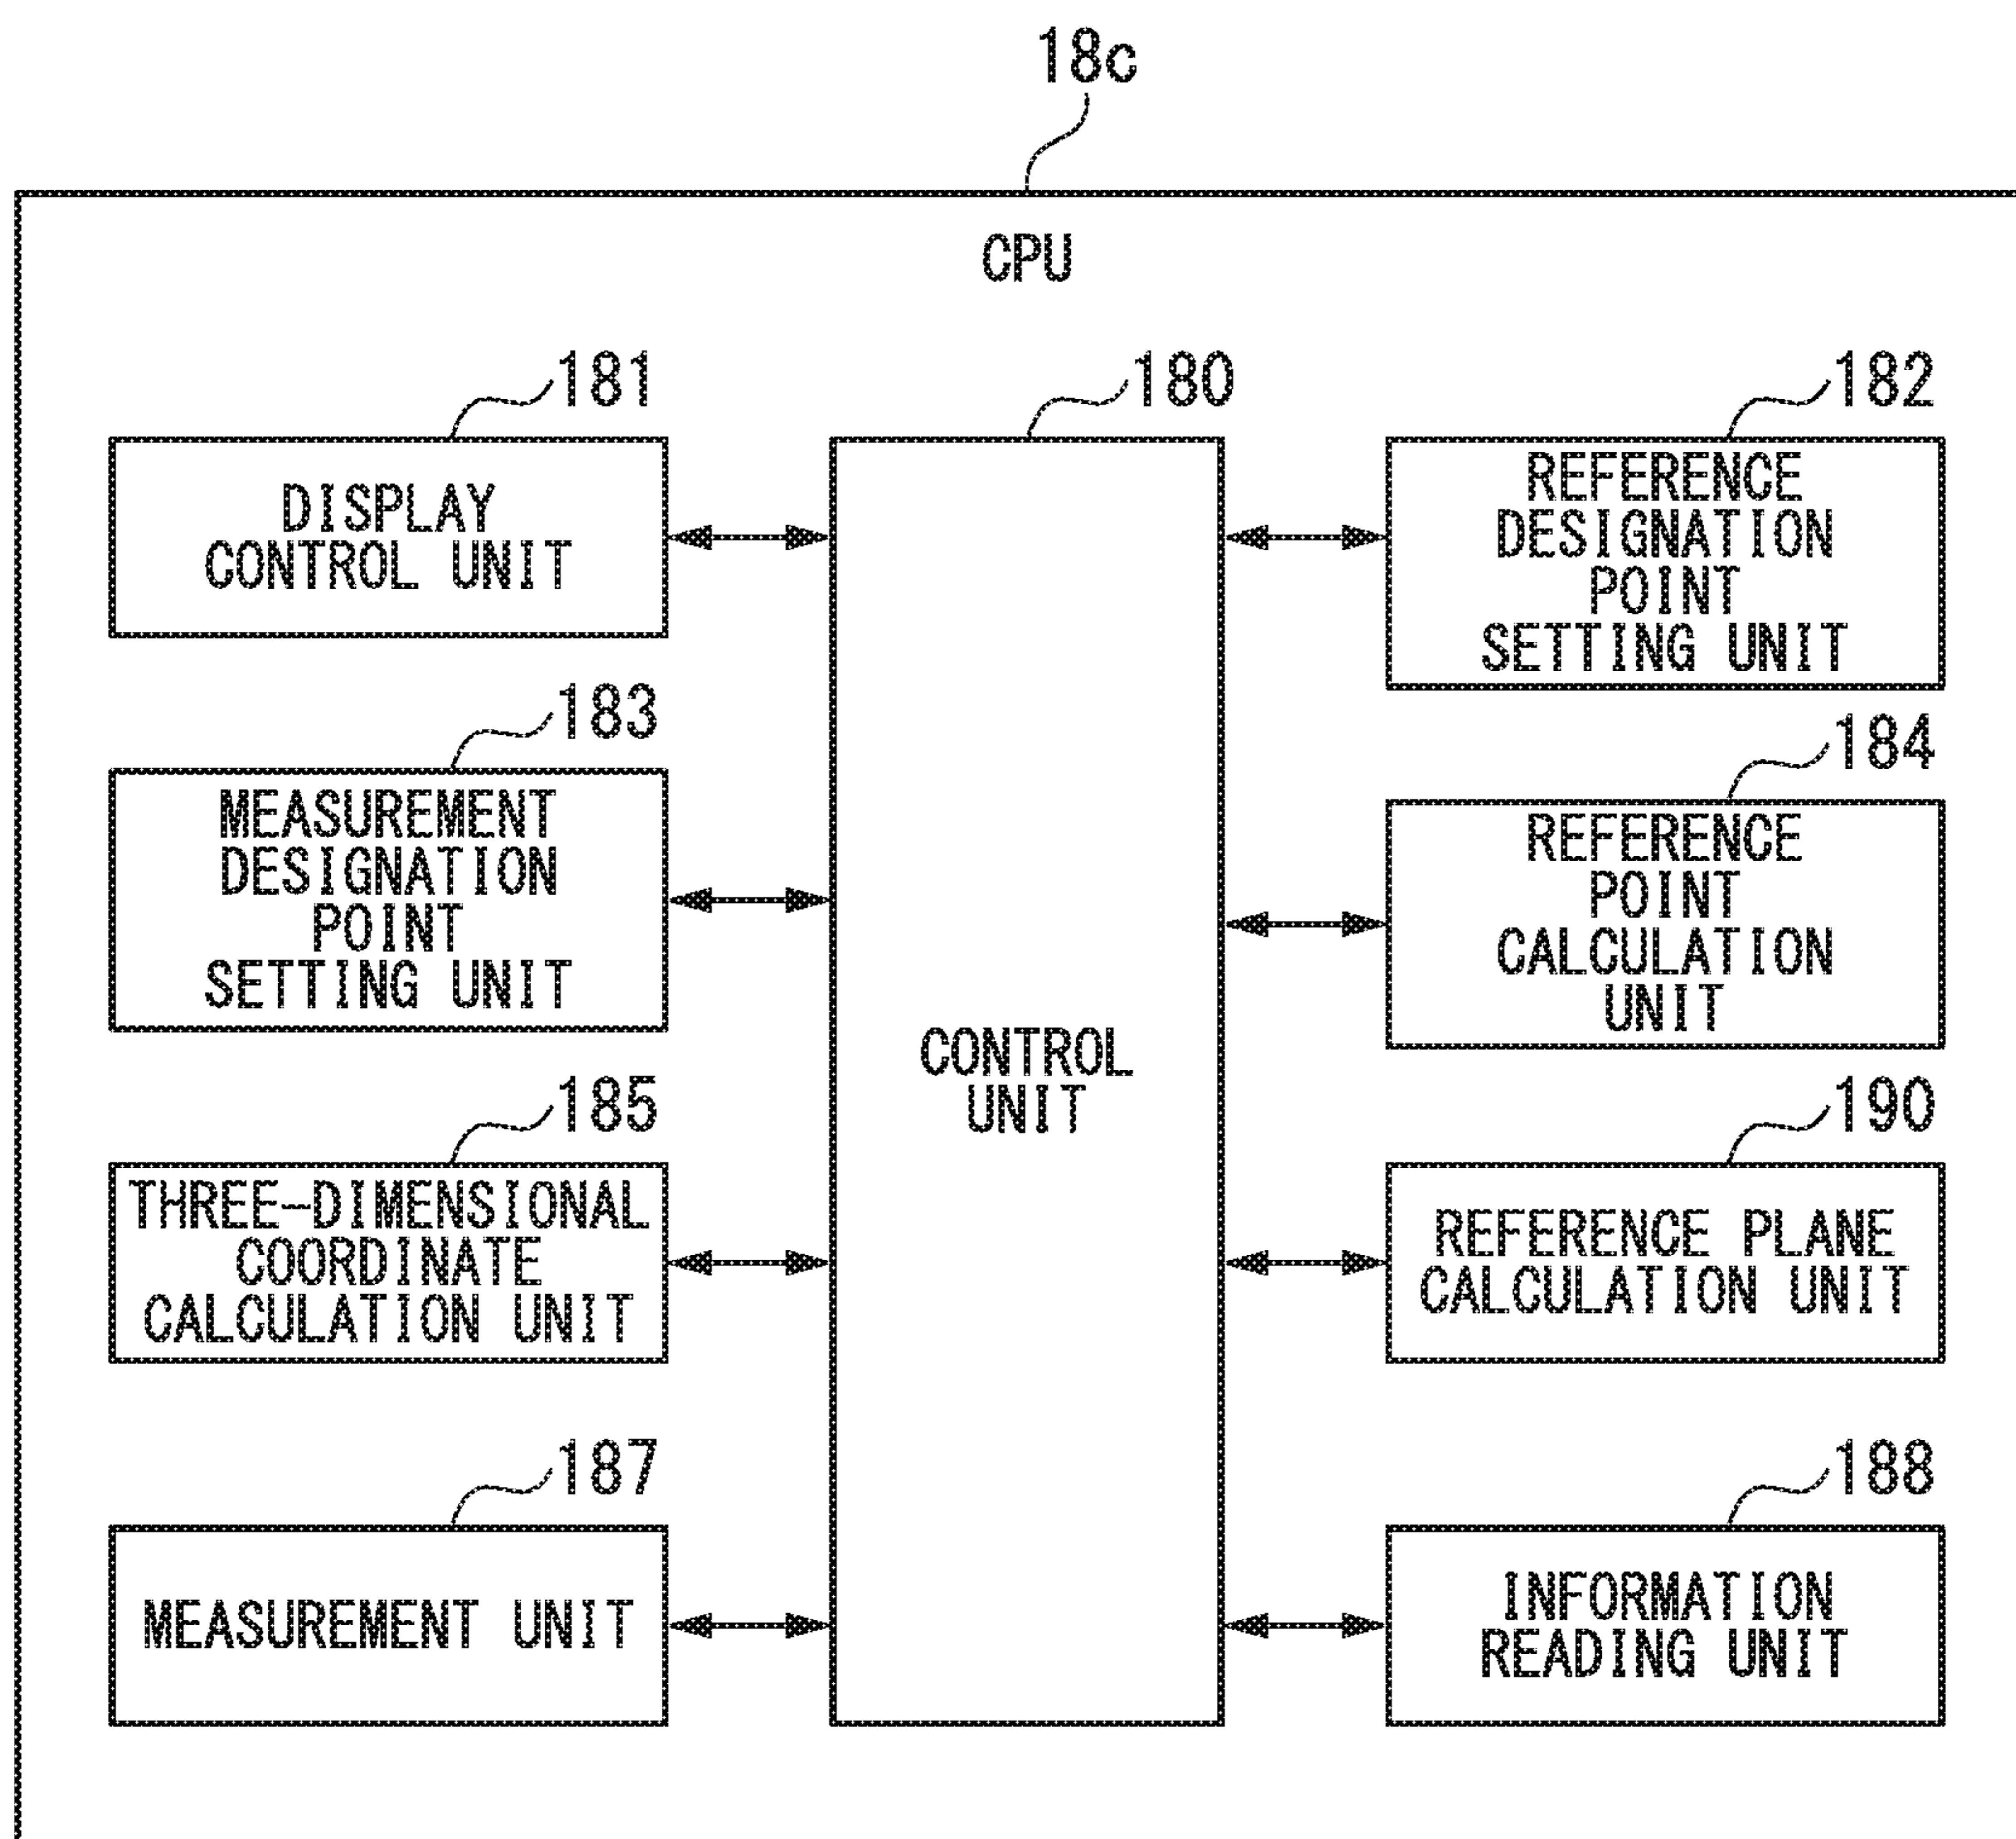 18c
CPU
181
DISPLAY
CONTROL UNIT
180
CONTROL
UNIT
182
REFERENCE
DESIGNATION
POINT
SETTING UNIT
183
MEASUREMENT
DESIGNATION
POINT
SETTING UNIT
184
REFERENCE
POINT
CALCULATION
UNIT
185
THREE-DIMENSIONAL
COORDINATE
CALCULATION UNIT
190
REFERENCE PLANE
CALCULATION UNIT
187
MEASUREMENT UNIT
188
INFORMATION
READING UNIT